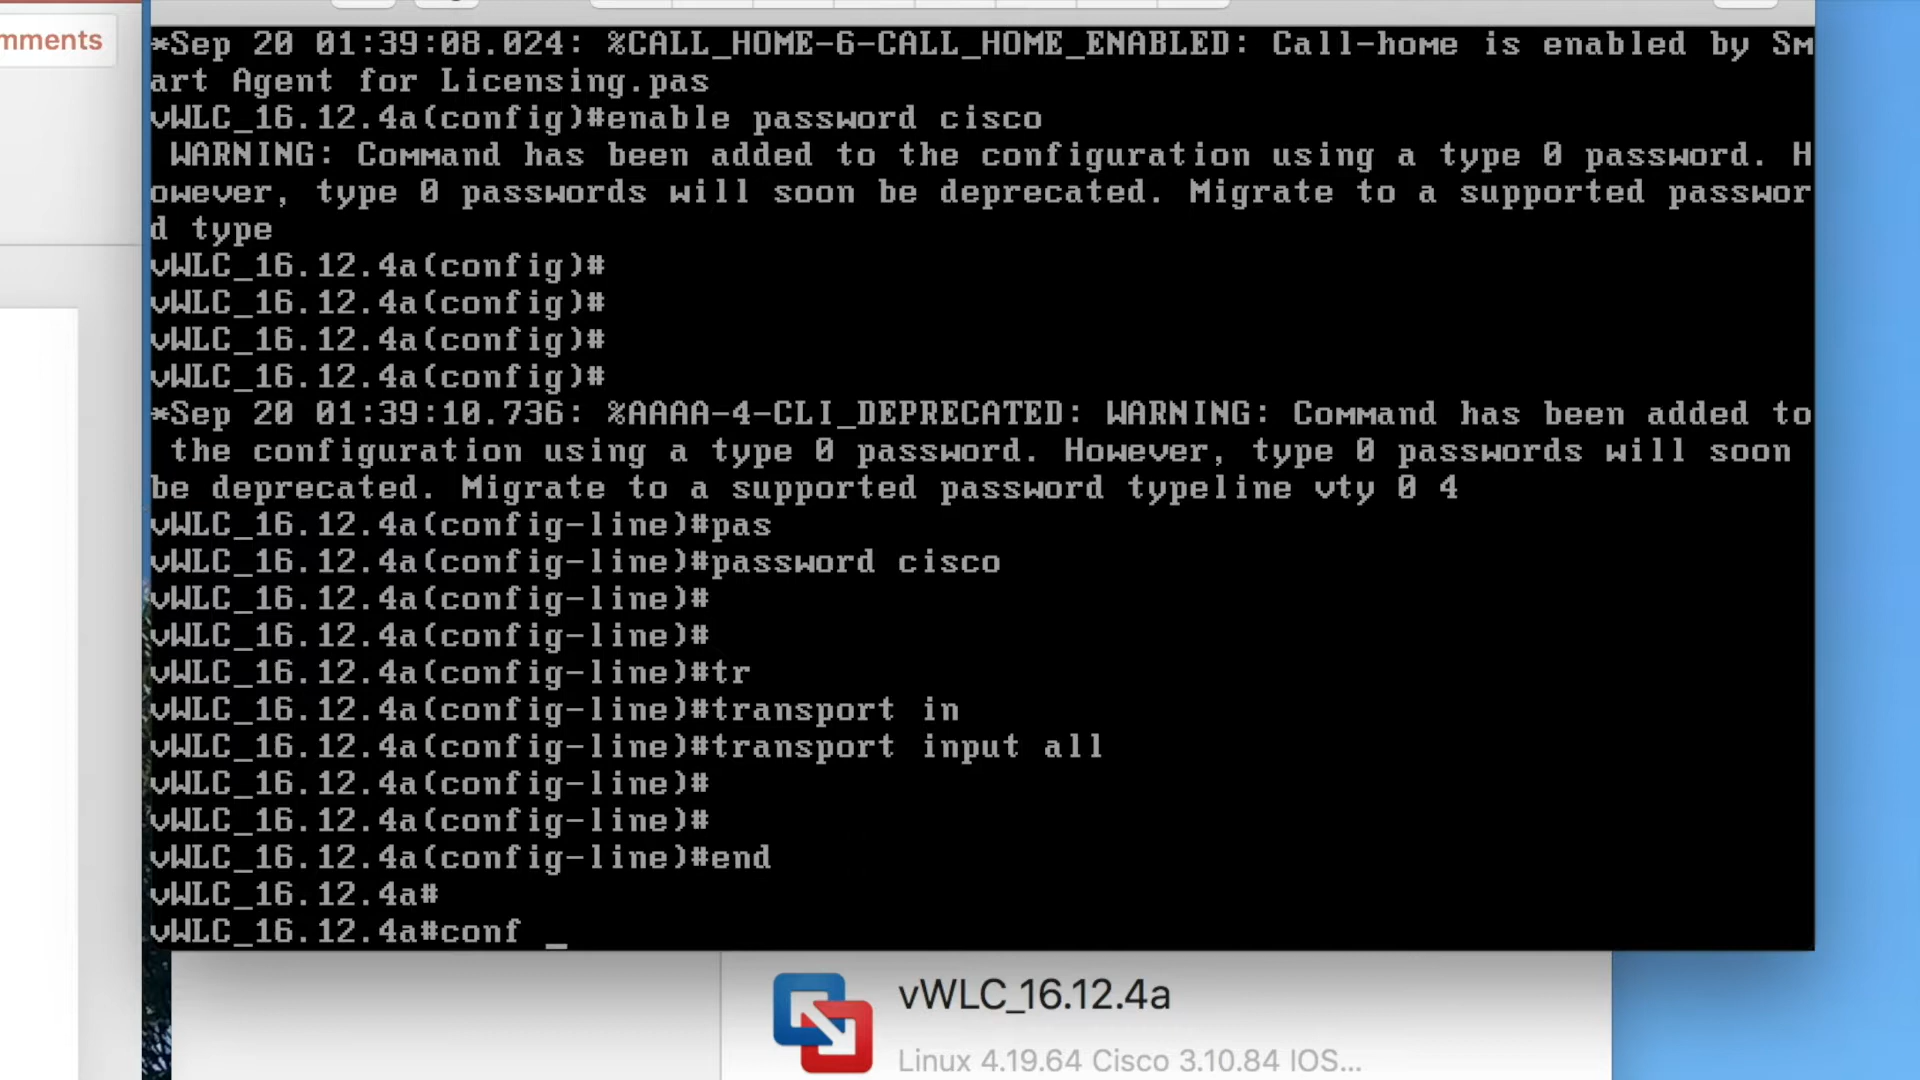 mments
*Sep 20 01:39:08.024: %CALL_HOME-6-CALL_HOME_ENABLED: Call-home is enabled by Sm
art Agent for Licensing.pas
vWLC_16.12.4a(config)#enable password cisco
WARNING: Command has been added to the configuration using a type 0 password. H
owever, type 0 passwords will soon be deprecated. Migrate to a supported passwor
d type
vWLC_16.12.4a(config)#
vWLC_16.12.4a(config)#
vWLC_16.12.4a(config)#
vWLC_16.12.4a(config)#
*Sep 20 01:39:10.736: %AAAA-4-CLI_DEPRECATED: WARNING: Command has been added to
the configuration using a type 0 password. However, type 0 passwords will soon
be deprecated. Migrate to a supported password typeline vty 0 4
vWLC_16.12.4a(config-line)#pas
vWLC_16.12.4a(config-line)#password cisco
vWLC_16.12.4a(config-line)#
vWLC_16.12.4a(config-line)#
vWLC_16.12.4a(config-line)#tr
vWLC_16.12.4a(config-line)#transport in
vWLC_16.12.4a(config-line)#transport input all
vWLC_16.12.4a(config-line)#
vWLC_16.12.4a(config-line)#
vWLC_16.12.4a(config-line)#end
vWLC_16.12.4a#
vWLC_16.12.4a#conf _
vWLC_16.12.4a
Linux 4.19.64 Cisco 3.10.84 IOS...